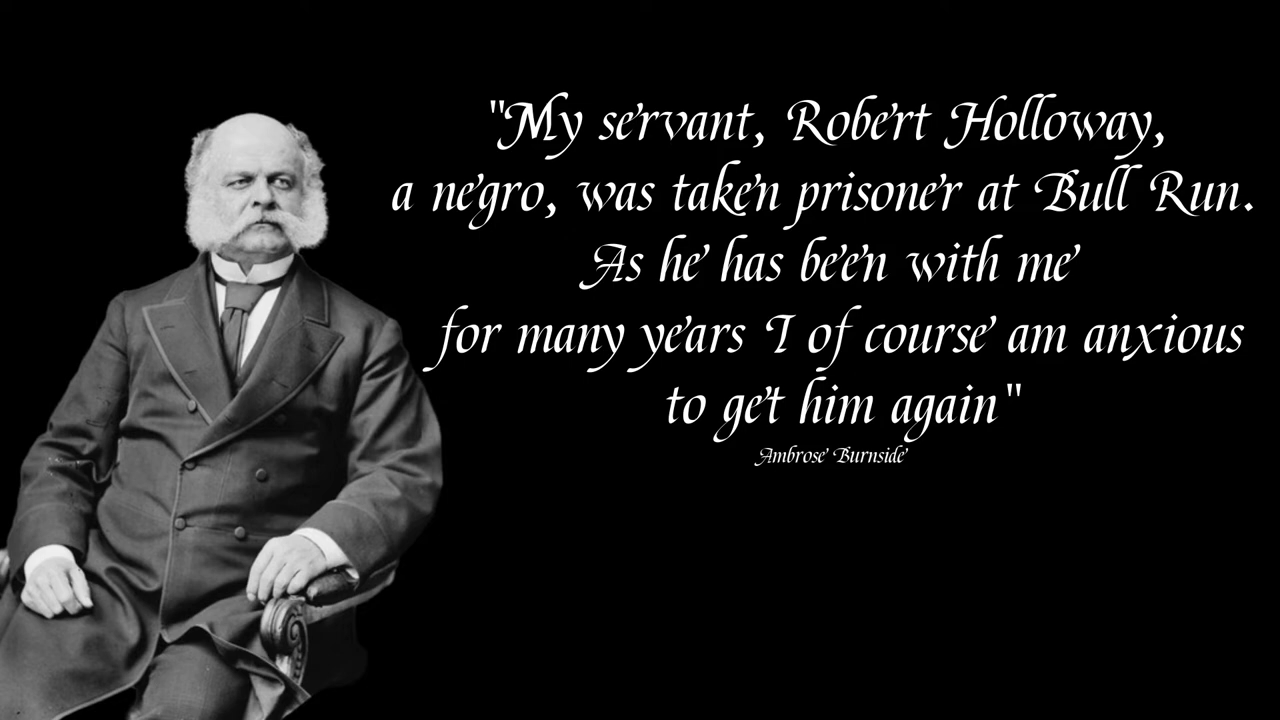 "My servant, Robert Holloway,
a negro, was taken prisoner at Bull Run.
As he has been with me
for many years I of course am anxious
to get him again"
Ambrose Burnside